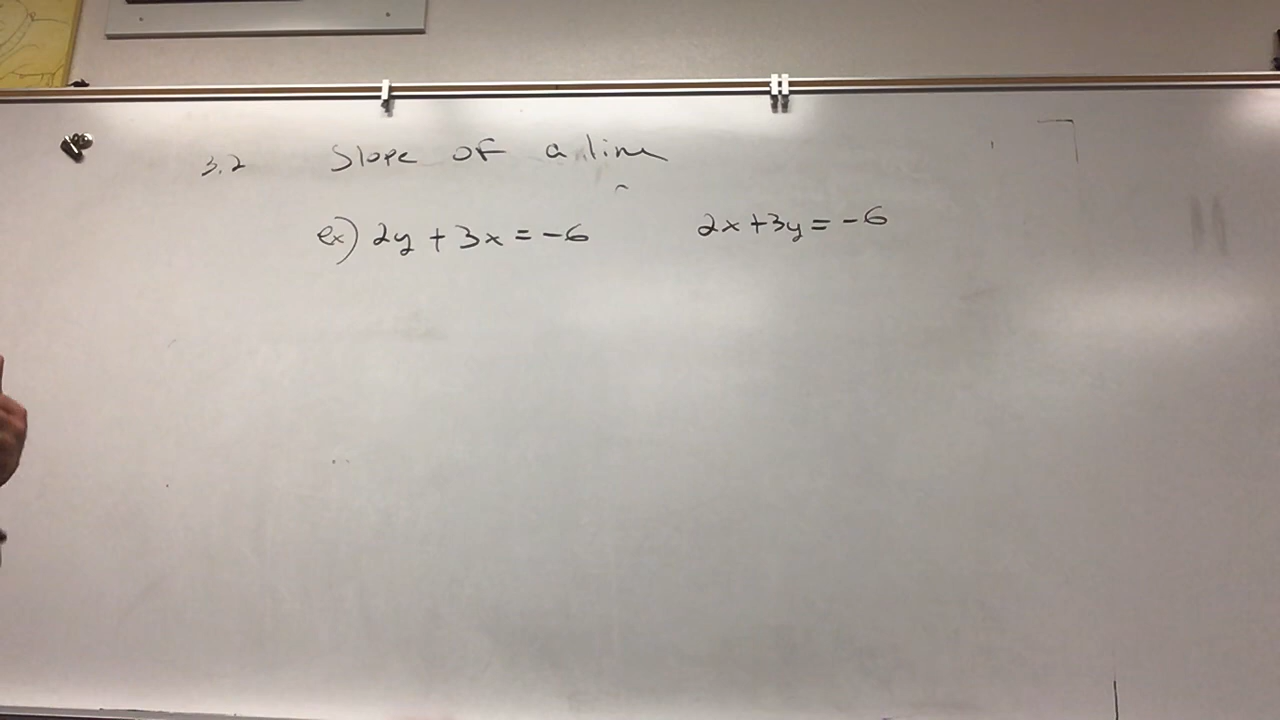 3.2 Slope of a line
ex) 2y + 3x = -6 2x+3y = -6